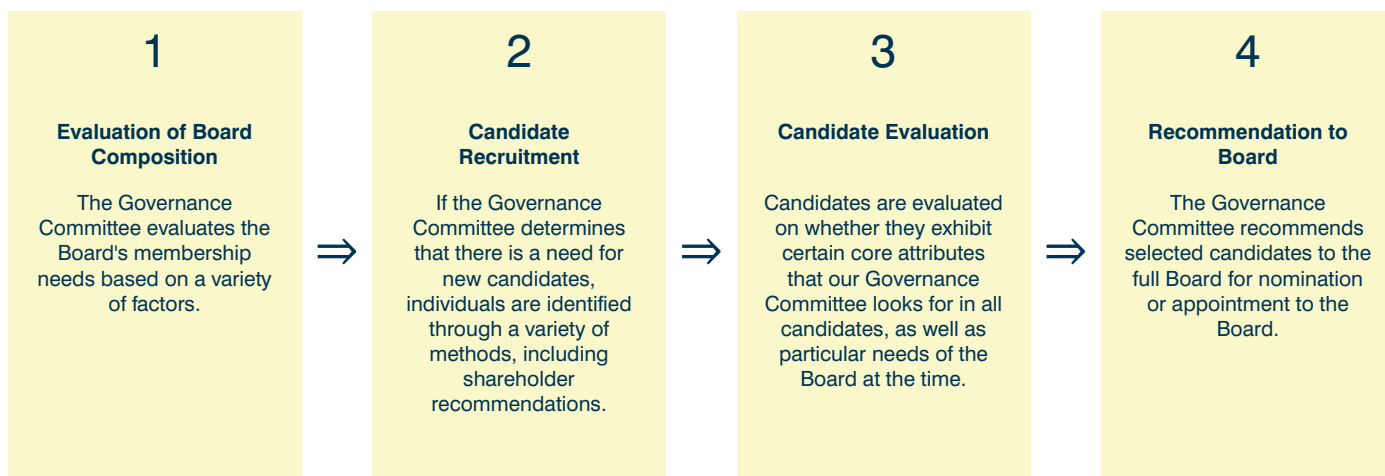 1
Evaluation of Board
Composition
The Governance
Committee evaluates the
Board's membership
needs based on a variety
of factors.
⇒
2
Candidate
Recruitment
If the Governance
Committee determines
that there is a need for
new candidates,
individuals are identified
through a variety of
methods, including
shareholder
recommendations.
⇒
3
Candidate Evaluation
Candidates are evaluated
on whether they exhibit
certain core attributes
that our Governance
Committee looks for in all
candidates, as well as
particular needs of the
Board at the time.
⇒
4
Recommendation to
Board
The Governance
Committee recommends
selected candidates to the
full Board for nomination
or appointment to the
Board.